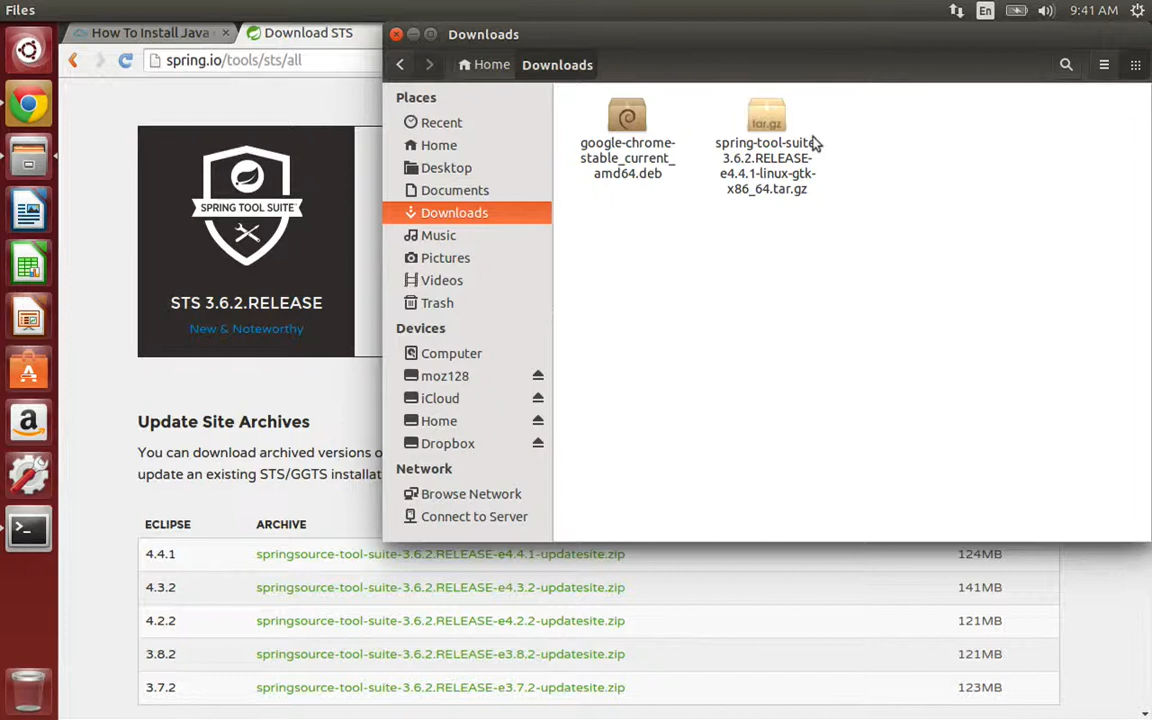 Files
En
9:41 AM
How To Install Java
Download STS
Downloads
spring.io/tools/sts/all
Home
Downloads
Places
Recent
Home
Desktop
Documents
Downloads
Music
Pictures
Videos
Trash
Devices
Computer
moz128
iCloud
Home
Dropbox
Network
Browse Network
Connect to Server
google-chrome-
stable_current_
amd64.deb
tar.gz
spring-tool-suite-
3.6.2.RELEASE-
e4.4.1-linux-gtk-
x86_64.tar.gz
SPRING TOOL SUITE
STS 3.6.2.RELEASE
New & Noteworthy
Update Site Archives
You can download archived versions o
update an existing STS/GGTS installat
ECLIPSE ARCHIVE
4.4.1 springsource-tool-suite-3.6.2.RELEASE-e4.4.1-updatesite.zip 124MB
4.3.2 springsource-tool-suite-3.6.2.RELEASE-e4.3.2-updatesite.zip 141MB
4.2.2 springsource-tool-suite-3.6.2.RELEASE-e4.2.2-updatesite.zip 121MB
3.8.2 springsource-tool-suite-3.6.2.RELEASE-e3.8.2-updatesite.zip 121MB
3.7.2 springsource-tool-suite-3.6.2.RELEASE-e3.7.2-updatesite.zip 123MB